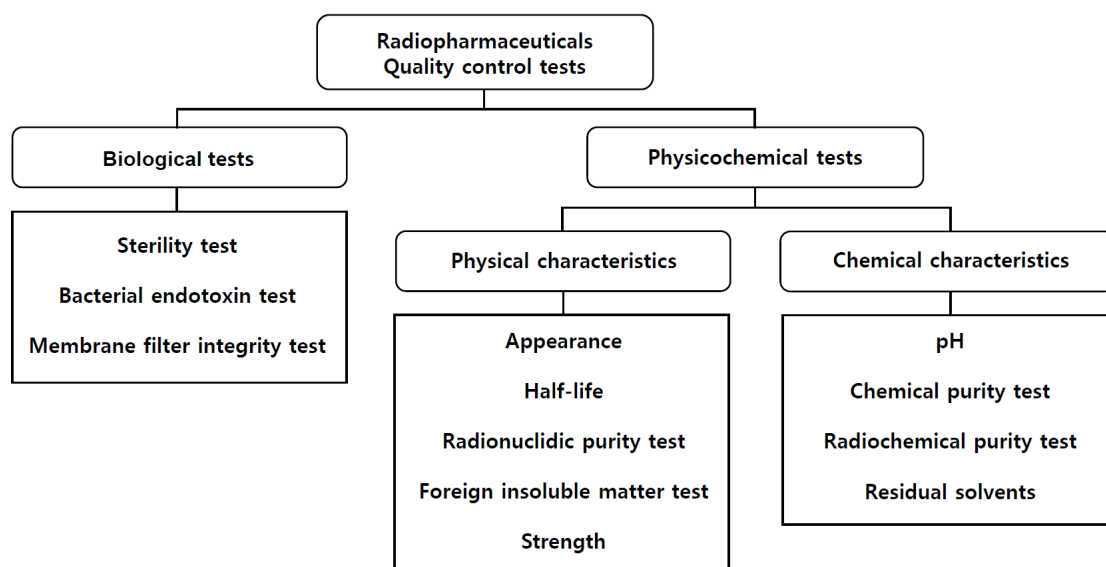 Radiopharmaceuticals
Quality control tests
Biological tests
Physicochemical tests
Sterility test
Bacterial endotoxin test
Membrane filter integrity test
Physical characteristics
Chemical characteristics
Appearance
Half-life
Radionuclidic purity test
Foreign insoluble matter test
Strength
pH
Chemical purity test
Radiochemical purity test
Residual solvents